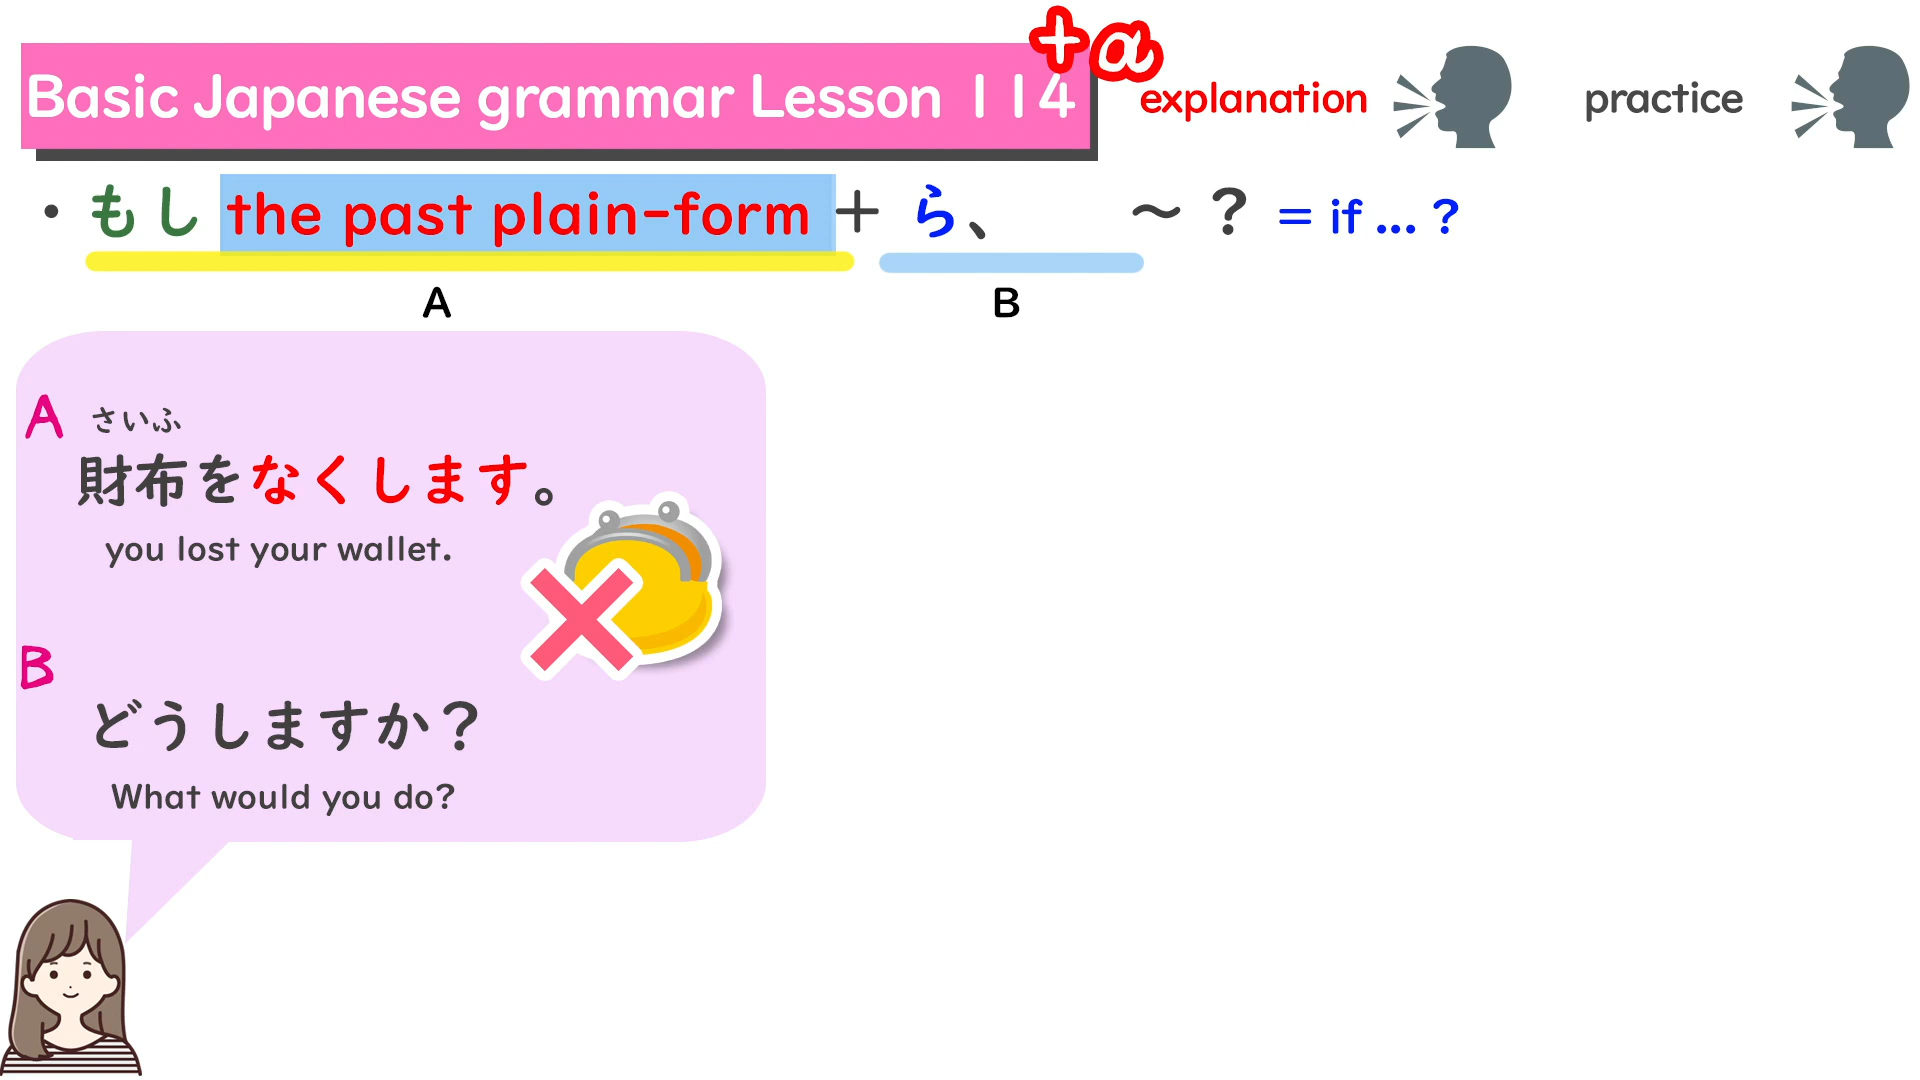 +α
Basic Japanese grammar Lesson 114
explanation
practice
・もし the past plain-form + ら、 ～？ = if ... ?
A
B
A
さいふ
財布をなくします。
you lost your wallet.
B
どうしますか？
What would you do?